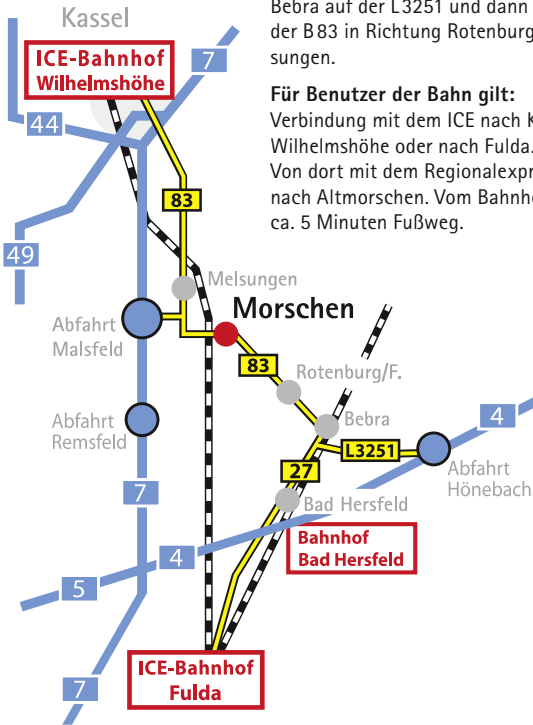 Bebra auf der L3251 und dann
der B83 in Richtung Rotenburg
sungen.
Für Benutzer der Bahn gilt:
Verbindung mit dem ICE nach
Wilhelmshöhe oder nach Fulda.
Von dort mit dem
nach Altmorschen. Vom
ca. 5 Minuten Fußweg.
Kassel
ICE-Bahnhof
Wilhelmshöhe
7
44
83
49
Melsungen
Morschen
Abfahrt
Malsfeld
83
Rotenburg/F.
Abfahrt
Remsfeld
Bebra
4
L3251
27
Abfahrt
Hönebach
7
Bad Hersfeld
Bahnhof
Bad Hersfeld
4
5
ICE-Bahnhof
Fulda
7